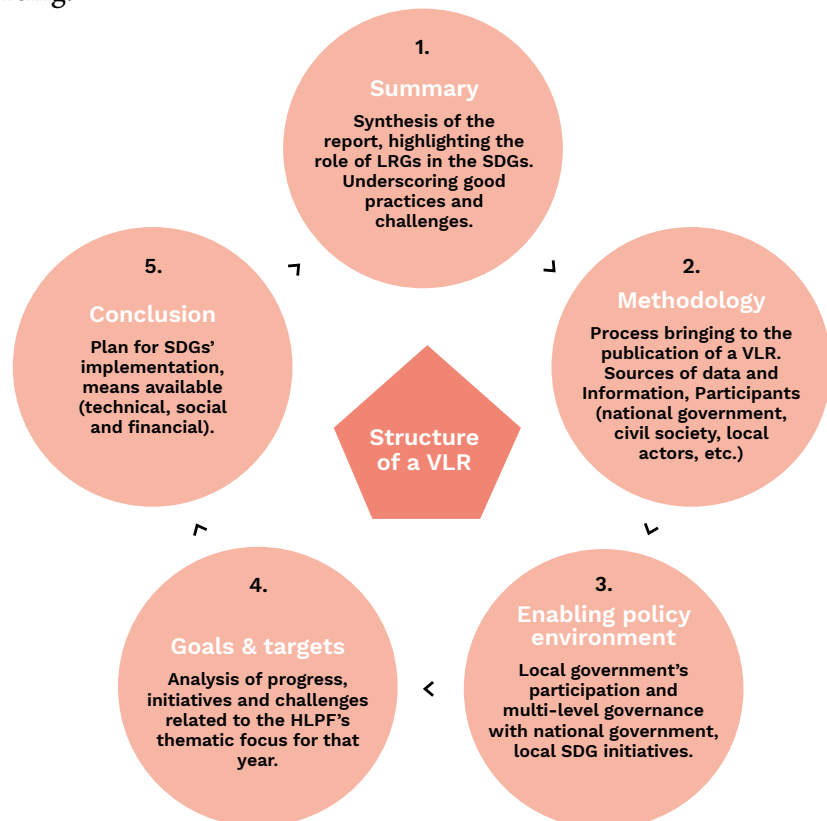 1.
Summary
Synthesis of the
report, highlighting the
role of LRGs in the SDGs.
Underscoring good
practices and
challenges.
2.
Methodology
Process bringing to the
publication of a VLR.
Sources of data and
Information, Participants
(national government,
civil society, local
actors, etc.)
3.
Enabling policy
environment
Local government’s
participation and
multi-level governance
with national government,
local SDG initiatives.
4.
Goals & targets
Analysis of progress,
initiatives and challenges
related to the HLPF’s
thematic focus for that
year.
5.
Conclusion
Plan for SDGs’
implementation,
means available
(technical, social
and financial).
Structure
of a VLR